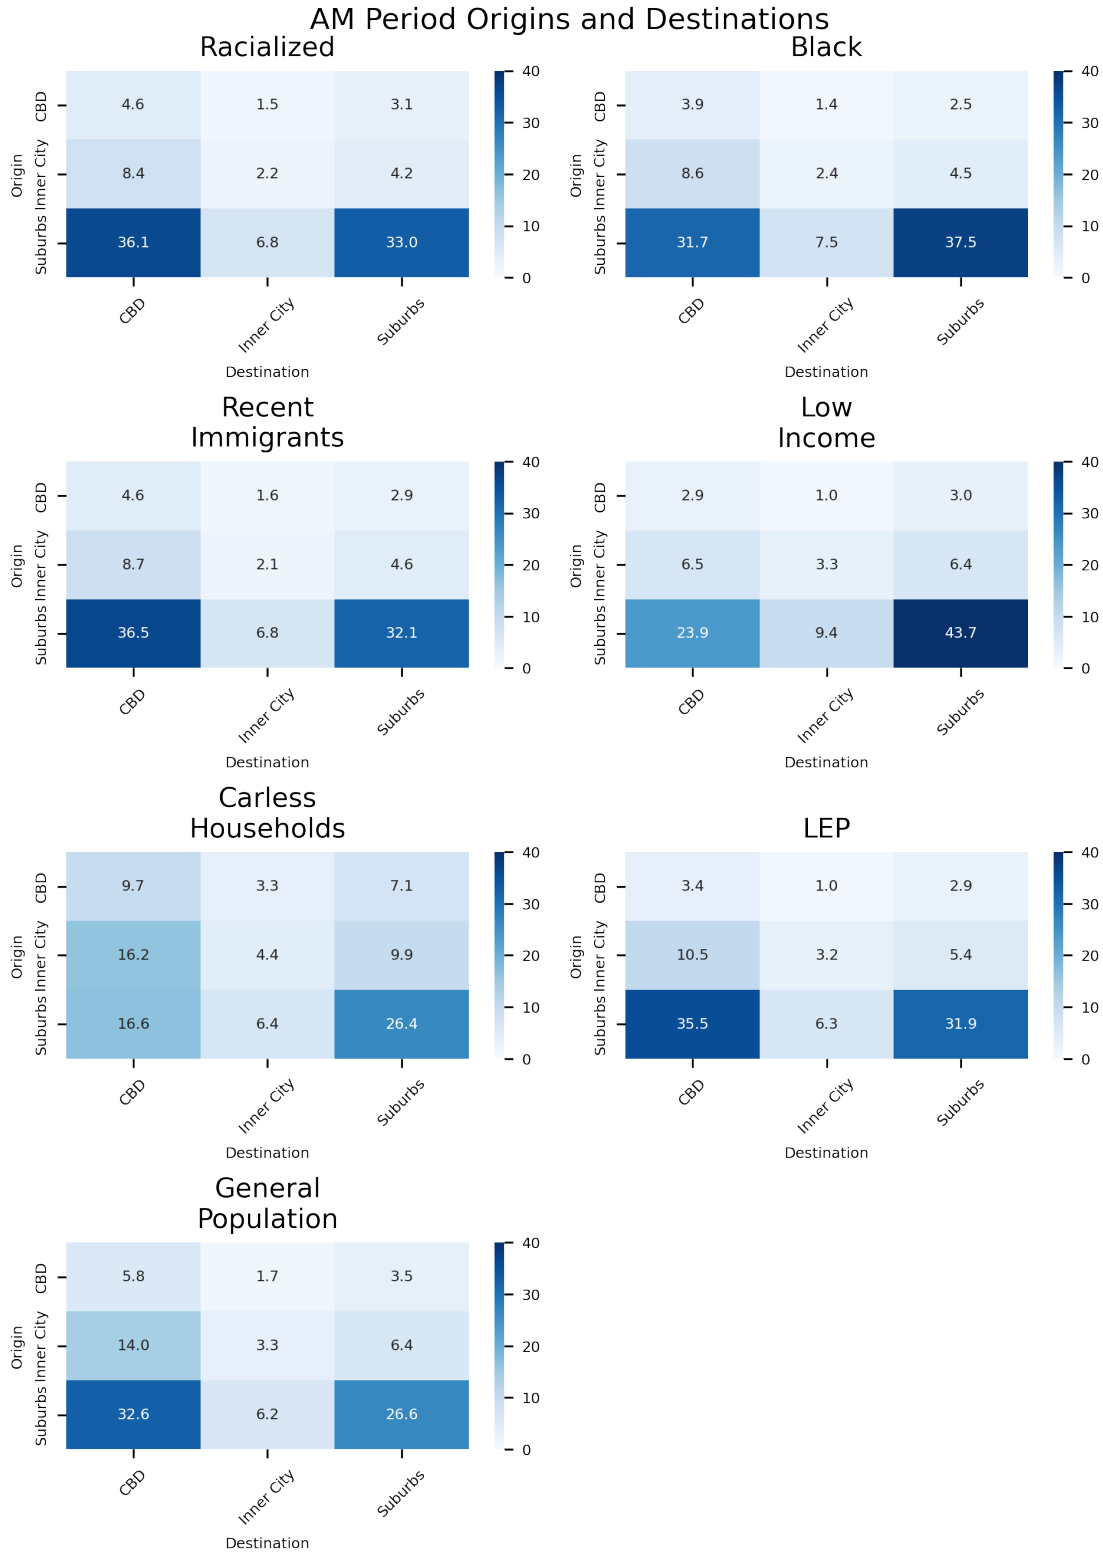 AM Period Origins and Destinations
Racialized
CBD 4.6 1.5 3.1
Inner City 8.4 2.2 4.2
Suburbs 36.1 6.8 33.0
Origin
CBD Inner City Suburbs
Destination
40
30
20
10
0
Black
CBD 3.9 1.4 2.5
Inner City 8.6 2.4 4.5
Suburbs 31.7 7.5 37.5
Origin
CBD Inner City Suburbs
Destination
40
30
20
10
0
Recent
Immigrants
CBD 4.6 1.6 2.9
Inner City 8.7 2.1 4.6
Suburbs 36.5 6.8 32.1
Origin
CBD Inner City Suburbs
Destination
40
30
20
10
0
Low
Income
CBD 2.9 1.0 3.0
Inner City 6.5 3.3 6.4
Suburbs 23.9 9.4 43.7
Origin
CBD Inner City Suburbs
Destination
40
30
20
10
0
Carless
Households
CBD 9.7 3.3 7.1
Inner City 16.2 4.4 9.9
Suburbs 16.6 6.4 26.4
Origin
CBD Inner City Suburbs
Destination
40
30
20
10
0
LEP
CBD 3.4 1.0 2.9
Inner City 10.5 3.2 5.4
Suburbs 35.5 6.3 31.9
Origin
CBD Inner City Suburbs
Destination
40
30
20
10
0
General
Population
CBD 5.8 1.7 3.5
Inner City 14.0 3.3 6.4
Suburbs 32.6 6.2 26.6
Origin
CBD Inner City Suburbs
Destination
40
30
20
10
0